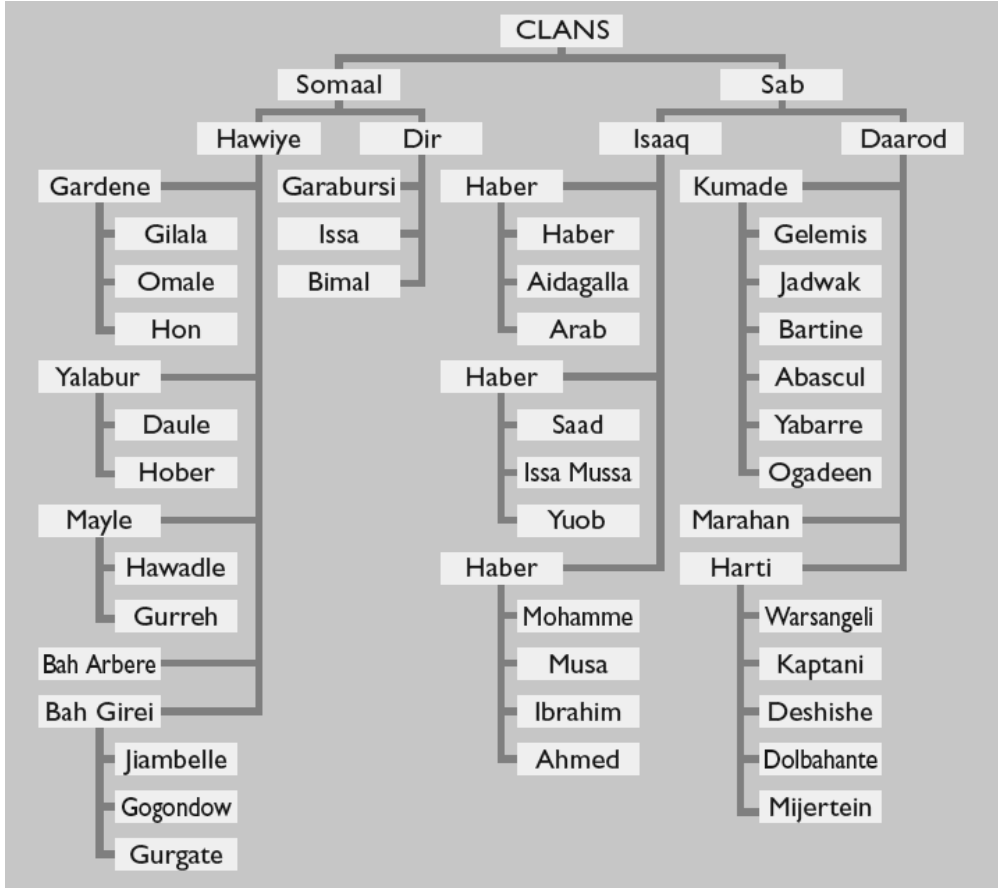 CLANS
Somaal
Sab
Hawiye
Dir
Isaaq
Daarod
Gardene
Gilala
Omale
Hon
Yalabur
Daule
Hober
Mayle
Hawadle
Gurreh
Bah Arbere
Bah Girei
Jiambelle
Gogondow
Gurgate
Garabursi
Issa
Bimal
Haber
Haber
Aidagalla
Arab
Haber
Saad
Issa Mussa
Yuob
Haber
Mohamme
Musa
Ibrahim
Ahmed
Kumade
Gelemis
Jadwak
Bartine
Abascul
Yabarre
Ogadeen
Marahan
Harti
Warsangeli
Kaptani
Deshishe
Dolbahante
Mijertein